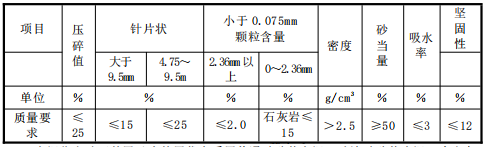 项目 压碎值 针片状 小于0.075mm颗粒含量 密度 砂当量 吸水率 坚固性
大于9.5mm 4.75~9.5m 2.36mm以上 0~2.36mm
单位 % % % g/cm³ % % %
质量要求 ≤25 ≤15 ≤25 ≤2.0 石灰岩≤15 >2.5 ≥50 ≤3 ≤12